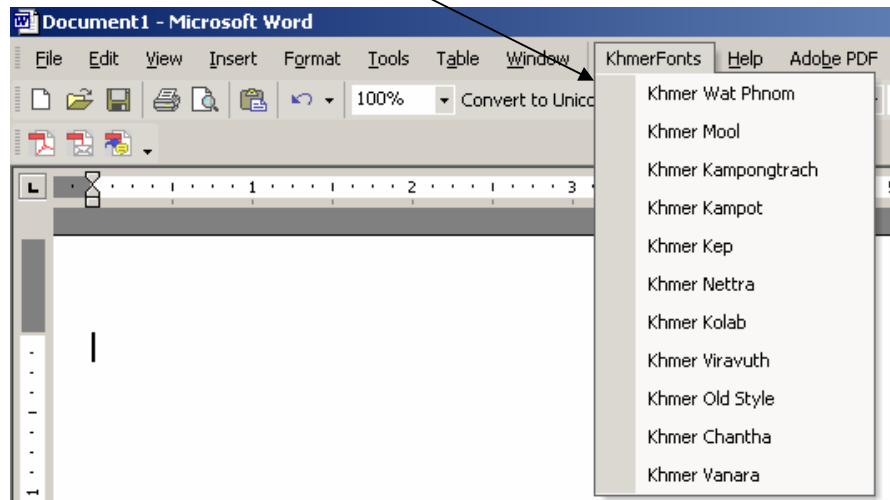 Document1 - Microsoft Word
File Edit View Insert Format Tools Table Window KhmerFonts Help Adobe PDF
100% Convert to Unico
Khmer Wat Phnom
Khmer Mool
Khmer Kampongtrach
Khmer Kampot
Khmer Kep
Khmer Nettra
Khmer Kolab
Khmer Viravuth
Khmer Old Style
Khmer Chantha
Khmer Vanara
L 1 2 3
1